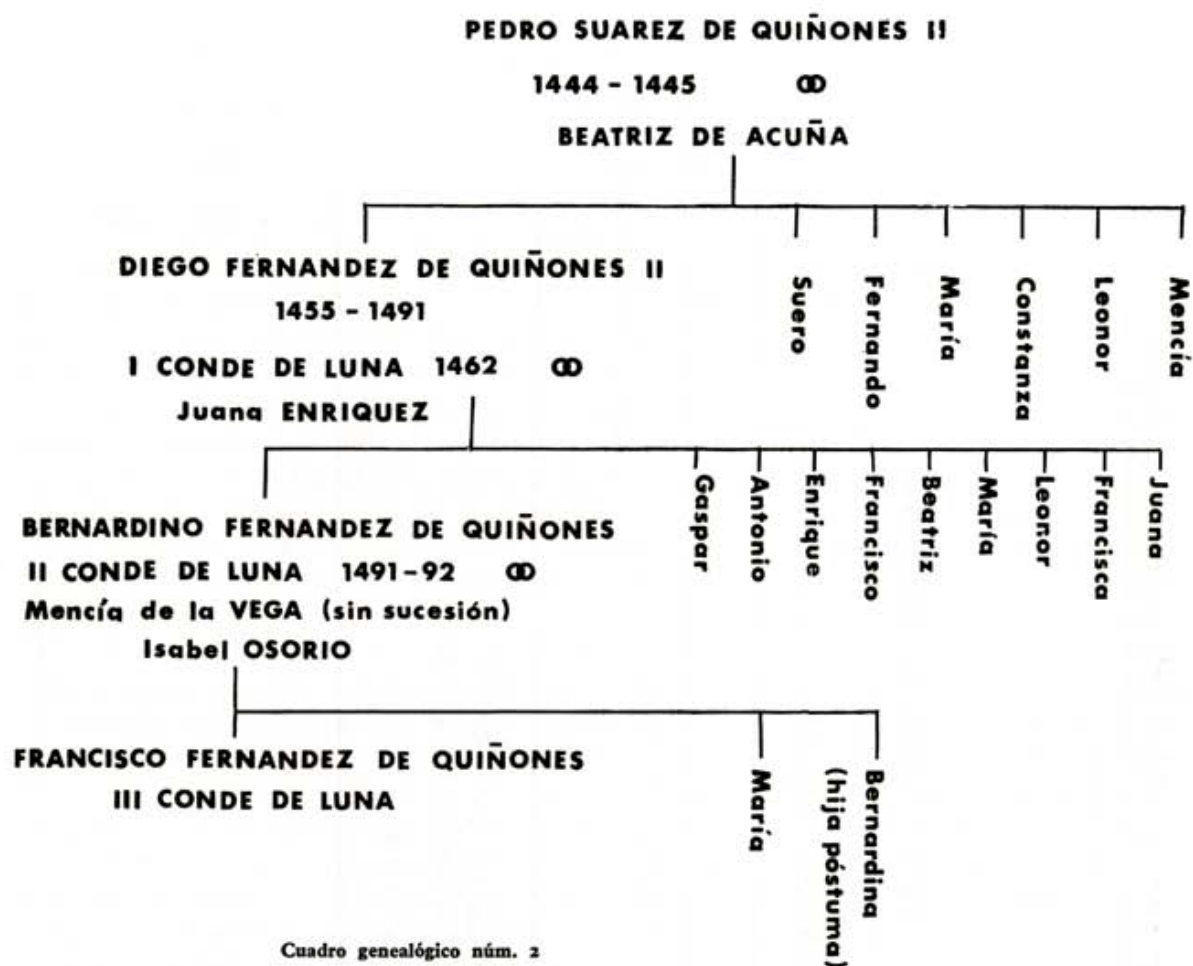 PEDRO SUAREZ DE QUIÑONES II
1444 - 1445 ꝏ
BEATRIZ DE ACUÑA
DIEGO FERNANDEZ DE QUIÑONES II
1455 - 1491
I CONDE DE LUNA 1462 ꝏ
Juana ENRIQUEZ
Suero
Fernando
María
Constanza
Leonor
Mencía
BERNARDINO FERNANDEZ DE QUIÑONES
II CONDE DE LUNA 1491-92 ꝏ
Mencía de la VEGA (sin sucesión)
Isabel OSORIO
Gaspar
Antonio
Enrique
Francisco
Beatriz
María
Leonor
Francisca
Juana
FRANCISCO FERNANDEZ DE QUIÑONES
III CONDE DE LUNA
María
Bernardina
(hija póstuma)
Cuadro genealógico núm. 2